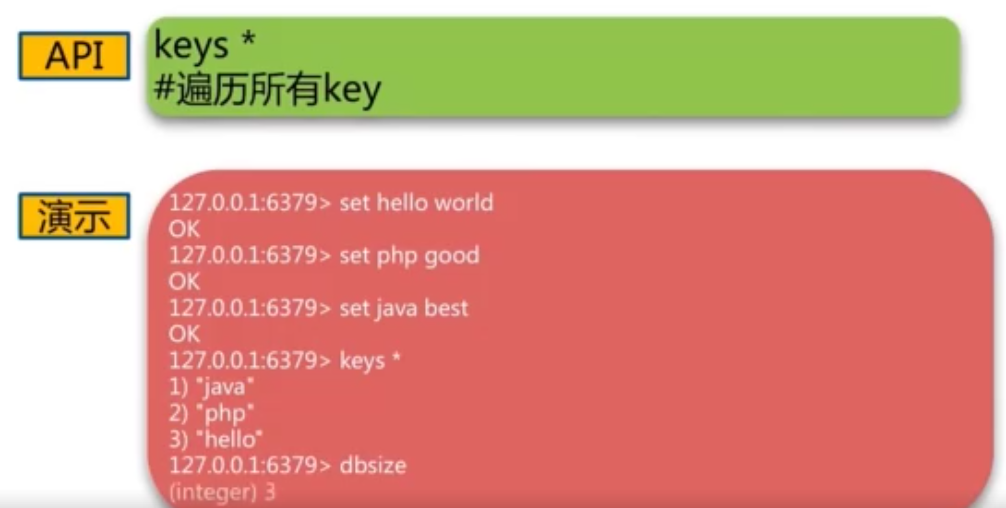 API
keys *
#遍历所有key
演示
127.0.0.1:6379> set hello world
OK
127.0.0.1:6379> set php good
OK
127.0.0.1:6379> set java best
OK
127.0.0.1:6379> keys *
1) "java"
2) "php"
3) "hello"
127.0.0.1:6379> dbsize
(integer) 3